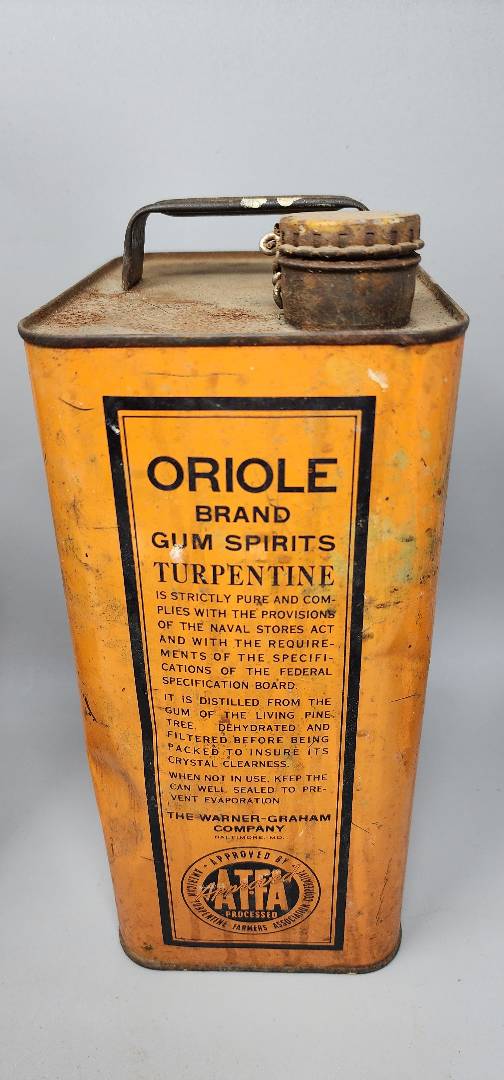 ORIOLE
BRAND
GUM SPIRITS
TURPENTINE
IS STRICTLY PURE AND COM-
PLIES WITH THE PROVISIONS
OF THE NAVAL STORES ACT
AND WITH THE REQUIRE-
MENTS OF THE SPECIFI-
CATIONS OF THE FEDERAL
SPECIFICATION BOARD.
IT IS DISTILLED FROM THE
GUM OF THE LIVING PINE
TREE. DEHYDRATED AND
FILTERED BEFORE BEING
PACKED TO INSURE ITS
CRYSTAL CLEARNESS.
WHEN NOT IN USE, KEEP THE
CAN WELL SEALED TO PRE-
VENT EVAPORATION
THE WARNER-GRAHAM
COMPANY
BALTIMORE, MD.
APPROVED BY
AMERICAN TURPENTINE FARMERS ASSOCIATION COOPERATIVE
ATFA
PROCESSED